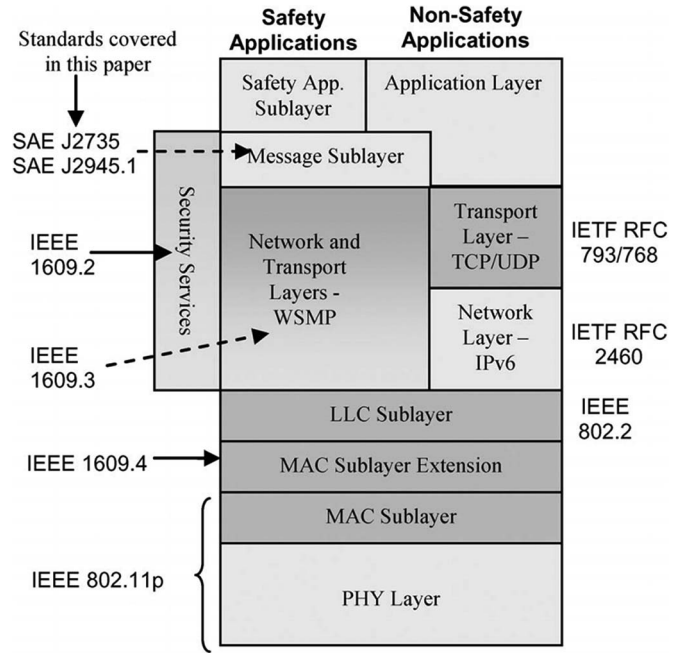 Safety
Applications
Non-Safety
Applications
Standards covered
in this paper
Safety App.
Sublayer
Application Layer
SAE J2735
SAE J2945.1
Message Sublayer
Security Services
IEEE
1609.2
Network and
Transport
Layers -
WSMP
Transport
Layer –
TCP/UDP
IETF RFC
793/768
Network
Layer –
IPv6
IETF RFC
2460
IEEE
1609.3
LLC Sublayer
IEEE
802.2
IEEE 1609.4
MAC Sublayer Extension
MAC Sublayer
IEEE 802.11p
PHY Layer